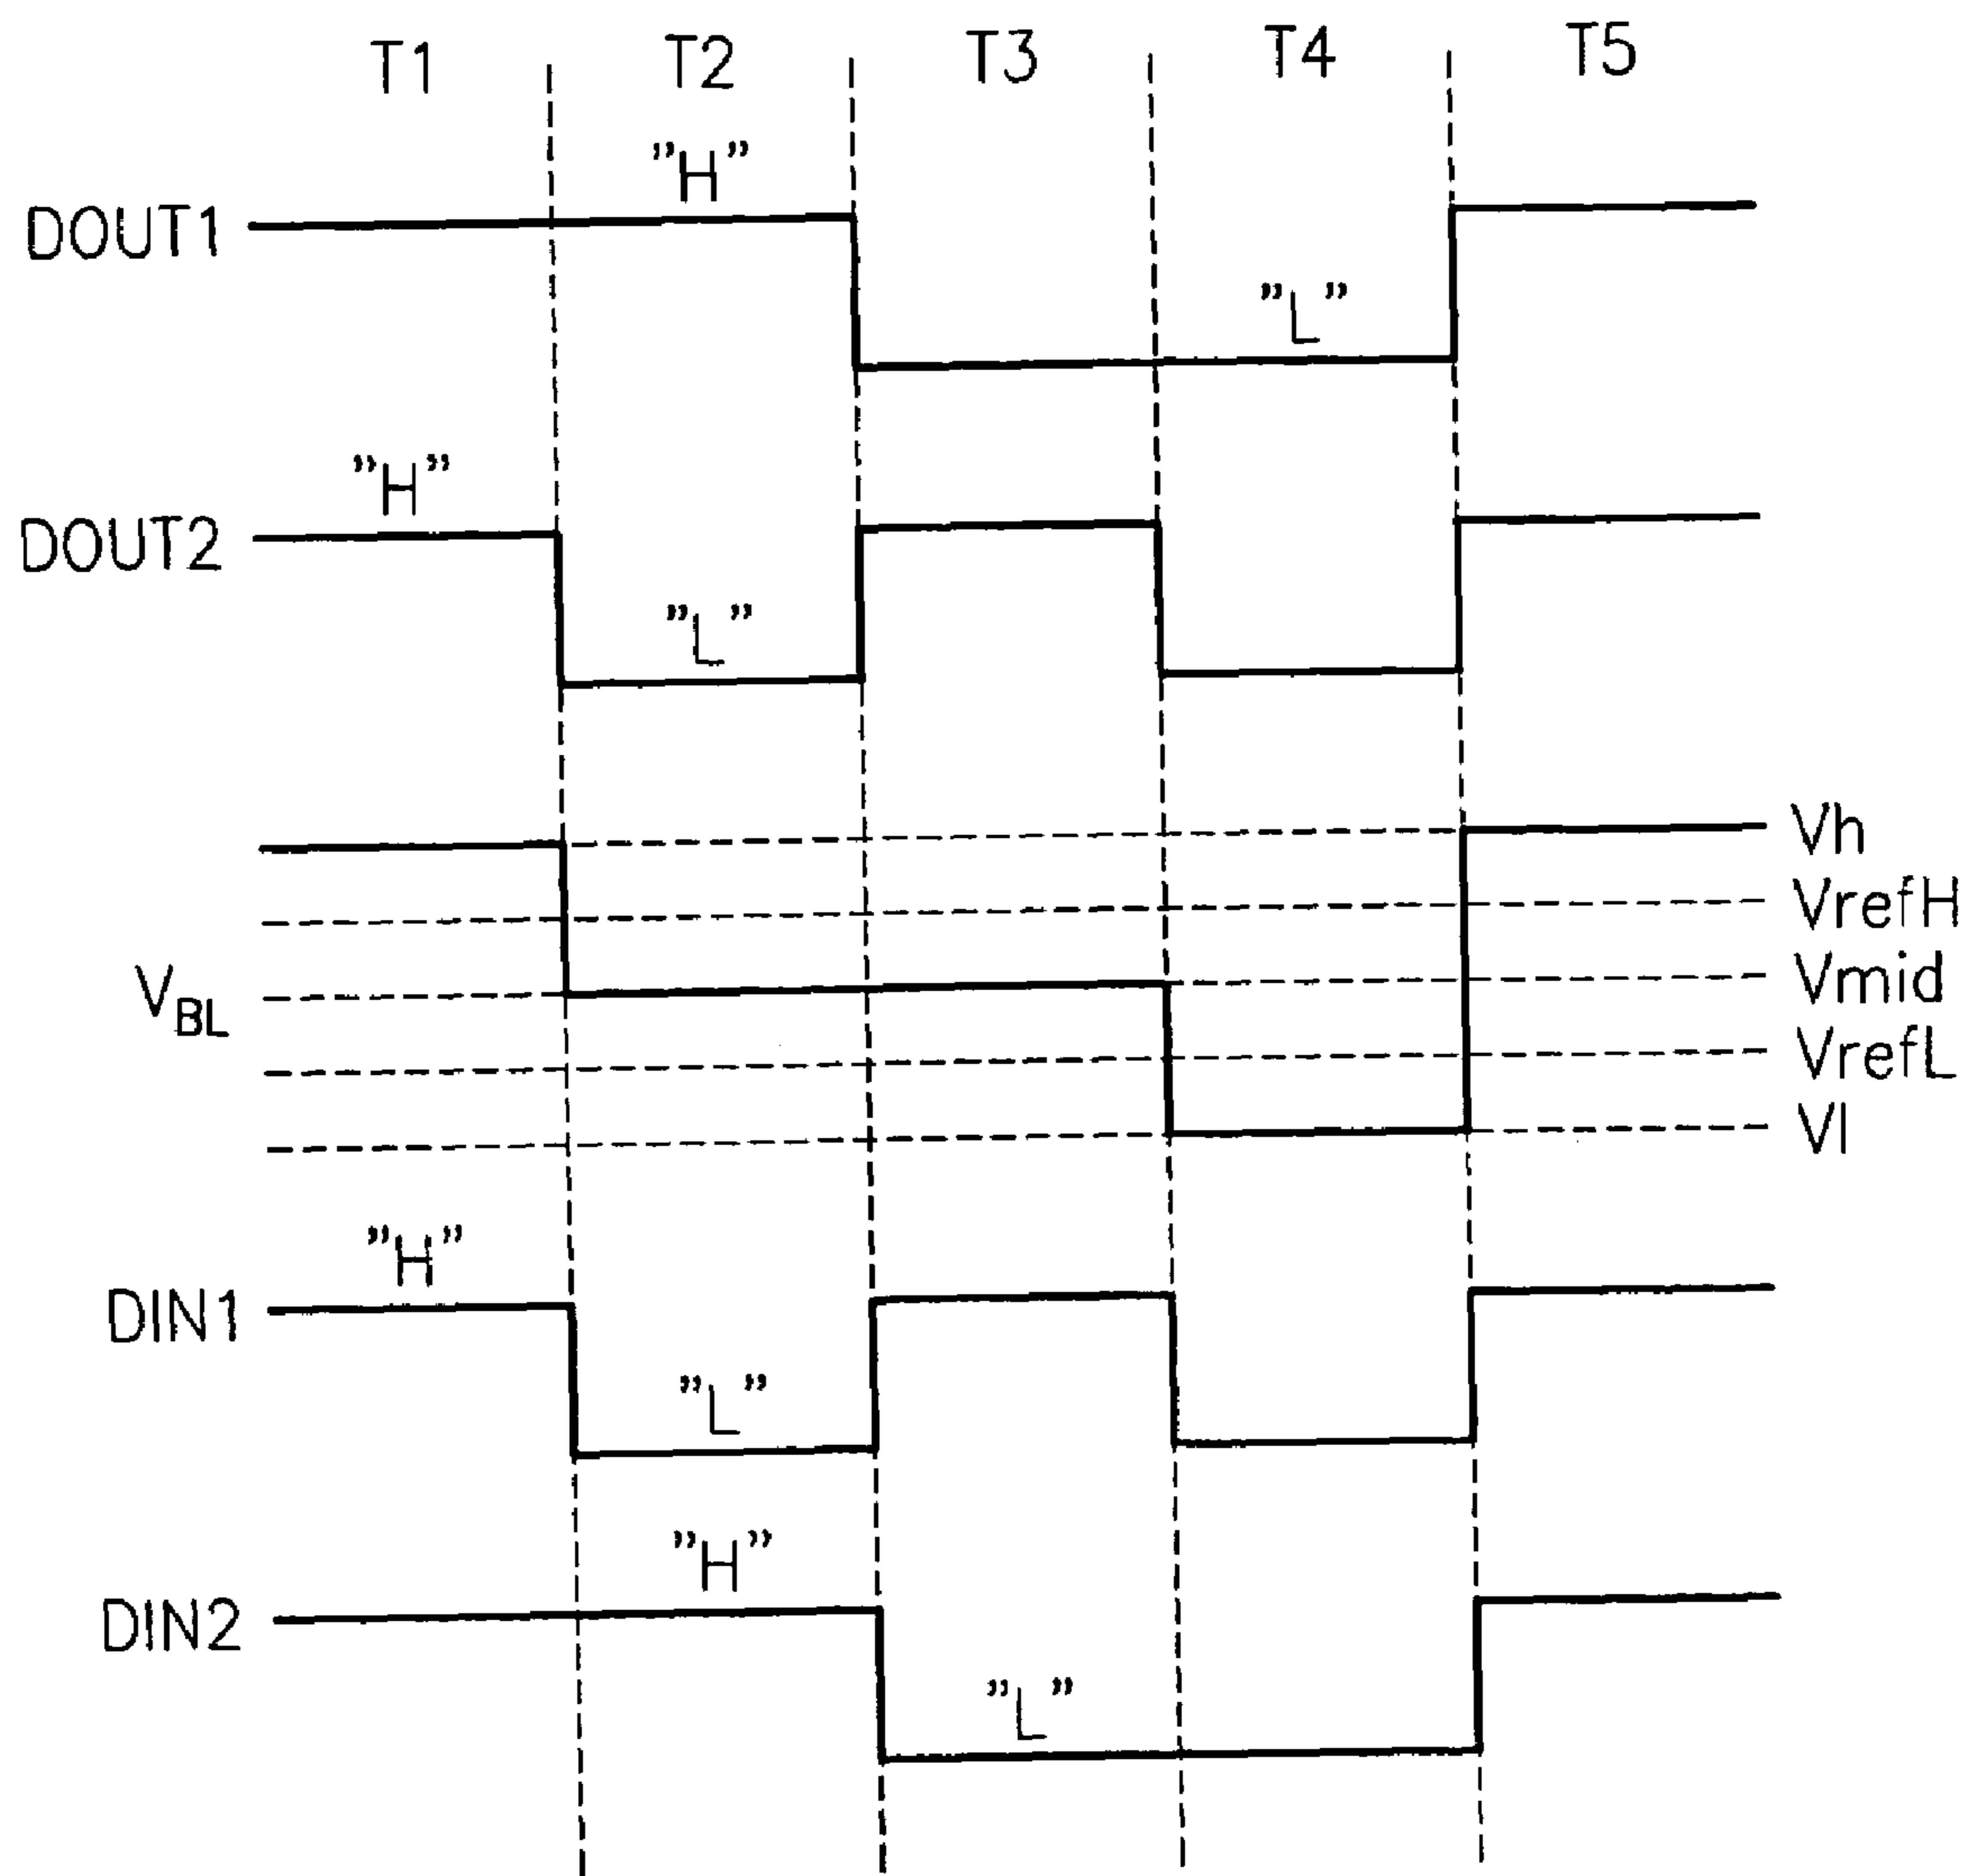 T1 T2 T3 T4 T5
"H"
DOUT1
"L"
"H"
DOUT2
"L"
Vh
VrefH
VBL
Vmid
VrefL
Vl
"H"
DIN1
"L"
"H"
DIN2
"L"